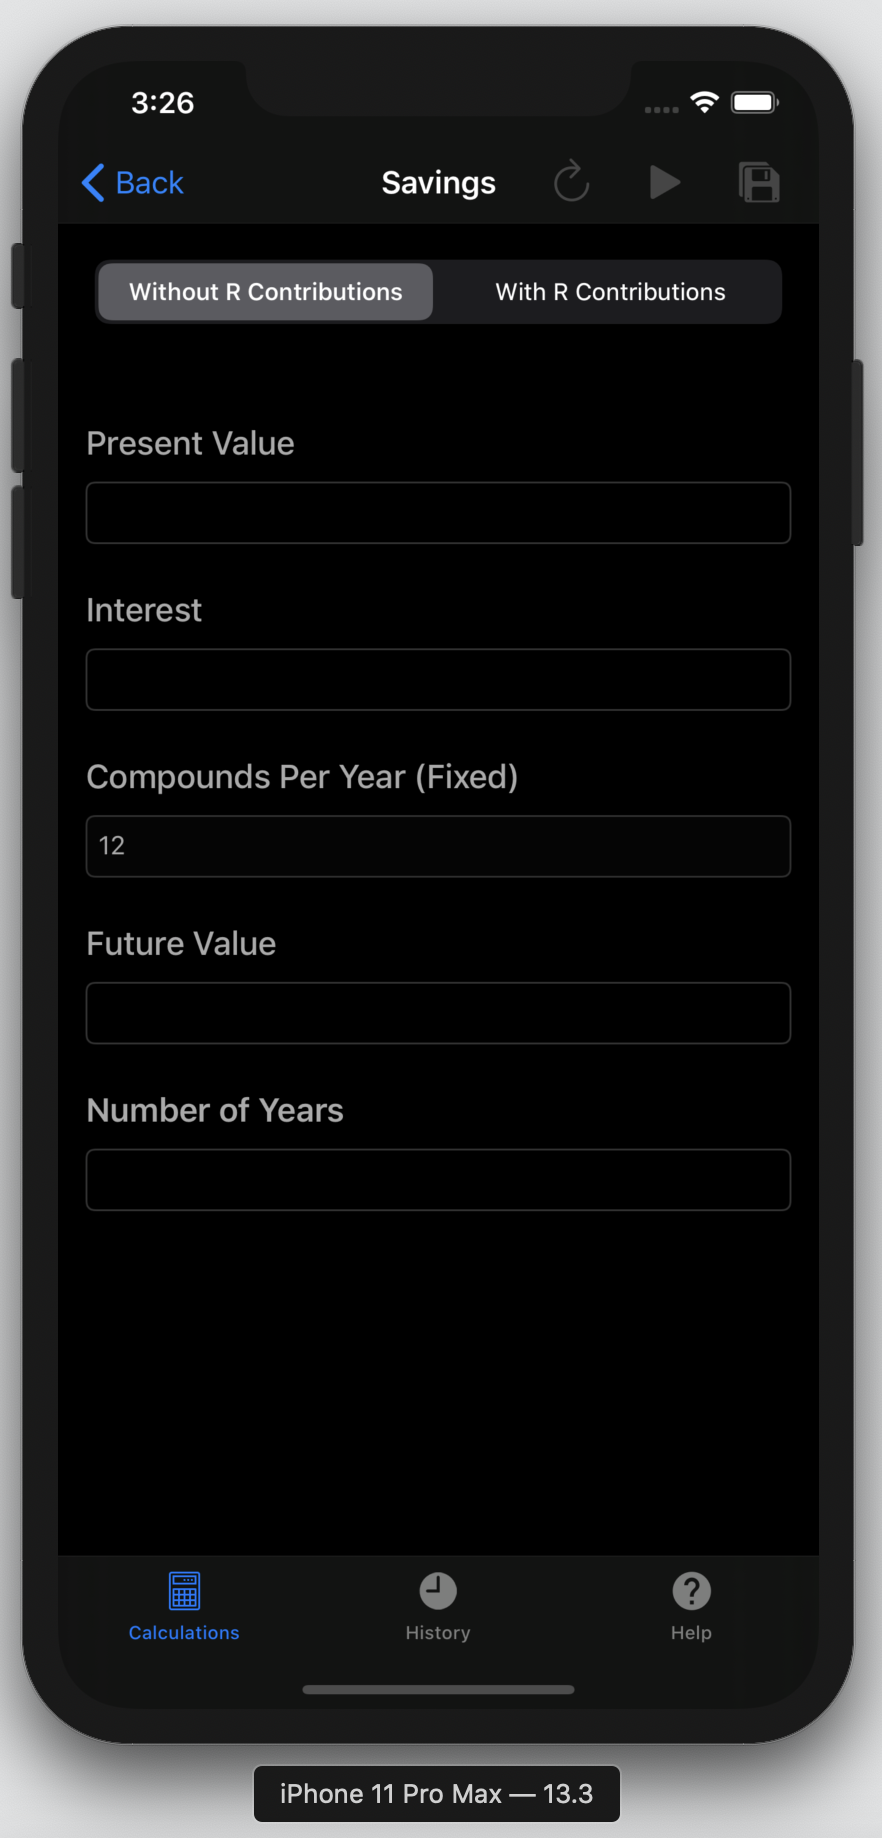 3:26
Back
Savings
Without R Contributions
With R Contributions
Present Value
Interest
Compounds Per Year (Fixed)
12
Future Value
Number of Years
Calculations
History
Help
iPhone 11 Pro Max — 13.3